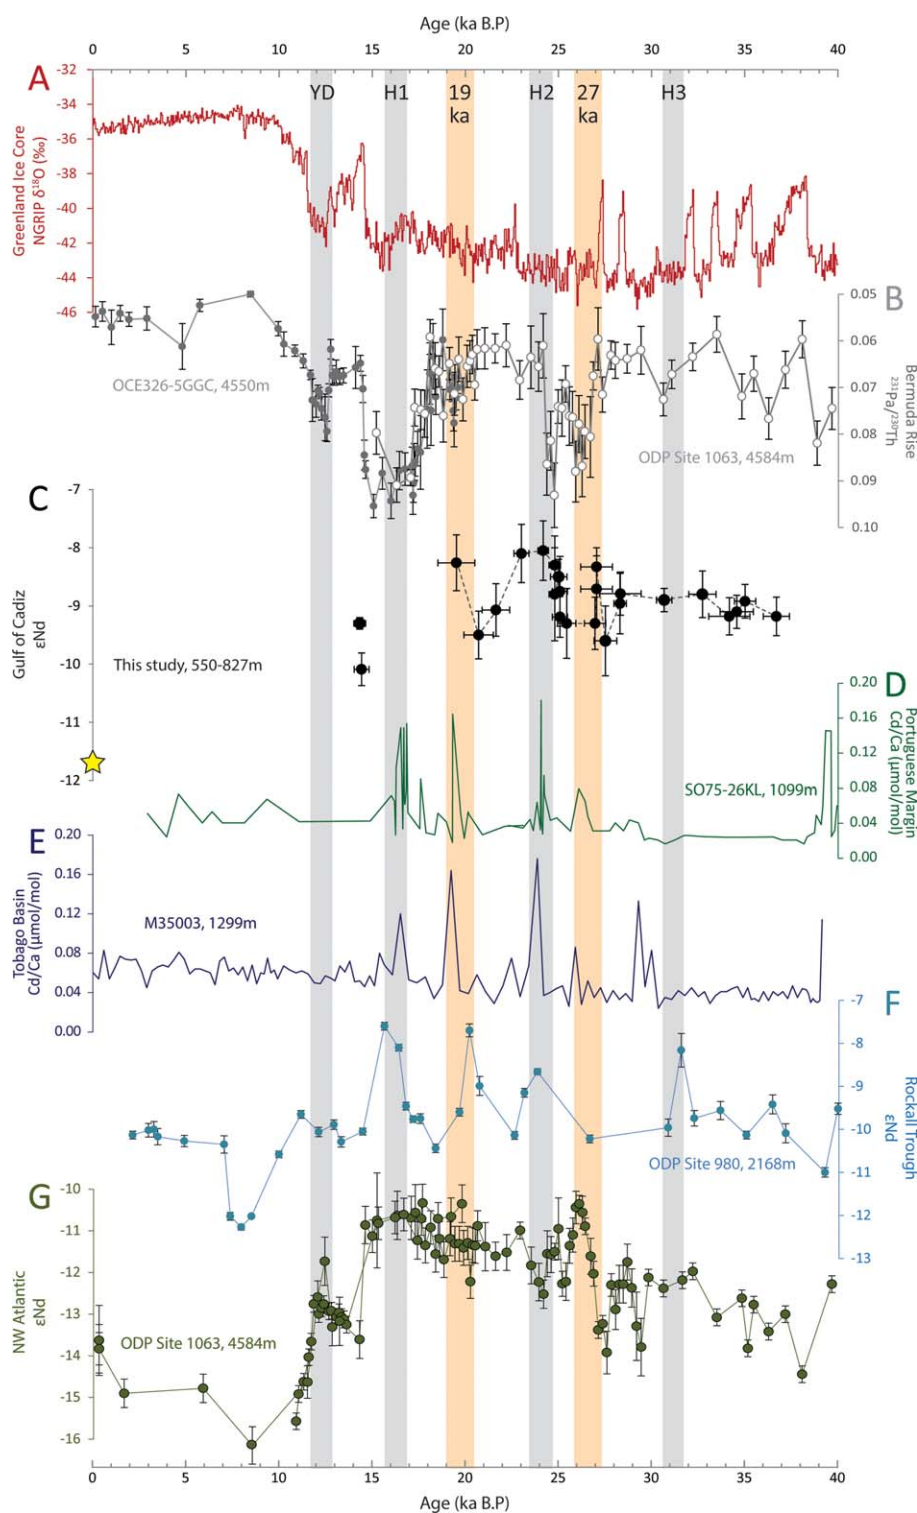 Age (ka B.P)
0 5 10 15 20 25 30 35 40
A
-32
-34
-36
-38
-40
-42
-44
-46
Greenland Ice Core
NGRIP δ¹⁸O (‰)
YD
H1
19
ka
H2
27
ka
H3
B
0.05
0.06
0.07
0.08
0.09
0.10
Bermuda Rise
²³¹Pa/²³⁰Th
OCE326-5GGC, 4550m
ODP Site 1063, 4584m
C
-7
-8
-9
-10
-11
-12
Gulf of Cadiz
εNd
This study, 550-827m
D
0.20
0.16
0.12
0.08
0.04
0.00
Portuguese Margin
Cd/Ca (µmol/mol)
SO75-26KL, 1099m
E
0.20
0.16
0.12
0.08
0.04
0.00
Tobago Basin
Cd/Ca (µmol/mol)
M35003, 1299m
F
-7
-8
-9
-10
-11
-12
-13
Rockall Trough
εNd
ODP Site 980, 2168m
G
-10
-11
-12
-13
-14
-15
-16
NW Atlantic
εNd
ODP Site 1063, 4584m
0 5 10 15 20 25 30 35 40
Age (ka B.P)